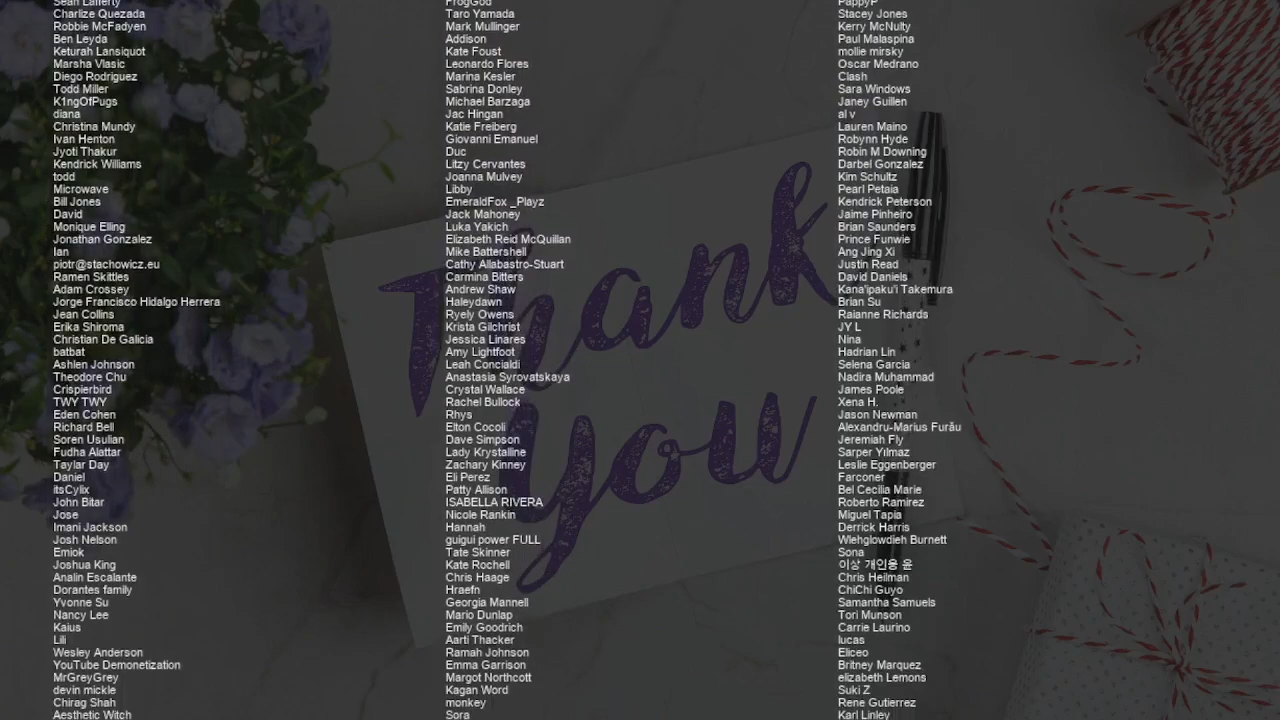 Sean Lafferty
Charlize Quezada
Robbie McFadyen
Ben Leyda
Keturah Lansiquot
Marsha Vlasic
Diego Rodriguez
Todd Miller
K1ngOfPugs
diana
Christina Mundy
Ivan Henton
Jyoti Thakur
Kendrick Williams
todd
Microwave
Bill Jones
David
Monique Elling
Jonathan Gonzalez
Ian
piotr@stachowicz.eu
Ramen Skittles
Adam Crossey
Jorge Francisco Hidalgo Herrera
Jean Collins
Erika Shiroma
Christian De Galicia
batbat
Ashlen Johnson
Theodore Chu
Crispierbird
TWY TWY
Eden Cohen
Richard Bell
Soren Usulian
Fudha Alattar
Taylar Day
Daniel
itsCylix
John Bitar
Jose
Imani Jackson
Josh Nelson
Emiok
Joshua King
Analin Escalante
Dorantes family
Yvonne Su
Nancy Lee
Kaius
Lili
Wesley Anderson
YouTube Demonetization
MrGreyGrey
devin mickle
Chirag Shah
Aesthetic Witch
FrogGod
Taro Yamada
Mark Mullinger
Addison
Kate Foust
Leonardo Flores
Marina Kesler
Sabrina Donley
Michael Barzaga
Jac Hingan
Katie Freiberg
Giovanni Emanuel
Duc
Litzy Cervantes
Joanna Mulvey
Libby
EmeraldFox _Playz
Jack Mahoney
Luka Yakich
Elizabeth Reid McQuillan
Mike Battershell
Cathy Allabastro-Stuart
Carmina Bitters
Andrew Shaw
Haleydawn
Ryely Owens
Krista Gilchrist
Jessica Linares
Amy Lightfoot
Leah Concialdi
Anastasia Syrovatskaya
Crystal Wallace
Rachel Bullock
Rhys
Elton Cocoli
Dave Simpson
Lady Krystalline
Zachary Kinney
Eli Perez
Patty Allison
ISABELLA RIVERA
Nicole Rankin
Hannah
guigui power FULL
Tate Skinner
Kate Rochell
Chris Haage
Hraefn
Georgia Mannell
Mario Dunlap
Emily Goodrich
Aarti Thacker
Ramah Johnson
Emma Garrison
Margot Northcott
Kagan Word
monkey
Sora
PappyP
Stacey Jones
Kerry McNulty
Paul Malaspina
mollie mirsky
Oscar Medrano
Clash
Sara Windows
Janey Guillen
al v
Lauren Maino
Robynn Hyde
Robin M Downing
Darbel Gonzalez
Kim Schultz
Pearl Petaia
Kendrick Peterson
Jaime Pinheiro
Brian Saunders
Prince Funwie
Ang Jing Xi
Justin Read
David Daniels
Kana'ipaku'i Takemura
Brian Su
Raianne Richards
JY L
Nina
Hadrian Lin
Selena Garcia
Nadira Muhammad
James Poole
Xena H.
Jason Newman
Alexandru-Marius Furău
Jeremiah Fly
Sarper Yılmaz
Leslie Eggenberger
Farconer
Bel Cecilia Marie
Roberto Ramirez
Miguel Tapia
Derrick Harris
Wlehglowdieh Burnett
Sona
이상 개인용 윤
Chris Heilman
ChiChi Guyo
Samantha Samuels
Tori Munson
Carrie Laurino
lucas
Eliceo
Britney Marquez
elizabeth Lemons
Suki Z
Rene Gutierrez
Karl Linley
Thank
you